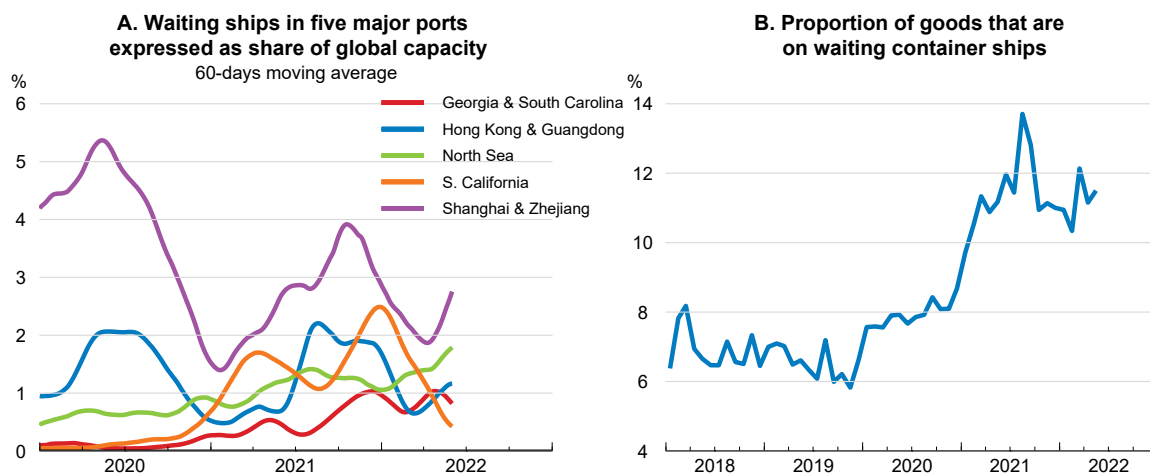 A. Waiting ships in five major ports
expressed as share of global capacity
60-days moving average
%
6
5
4
3
2
1
0
Georgia & South Carolina
Hong Kong & Guangdong
North Sea
S. California
Shanghai & Zhejiang
2020
2021
2022
B. Proportion of goods that are
on waiting container ships
%
14
12
10
8
6
4
2018
2019
2020
2021
2022